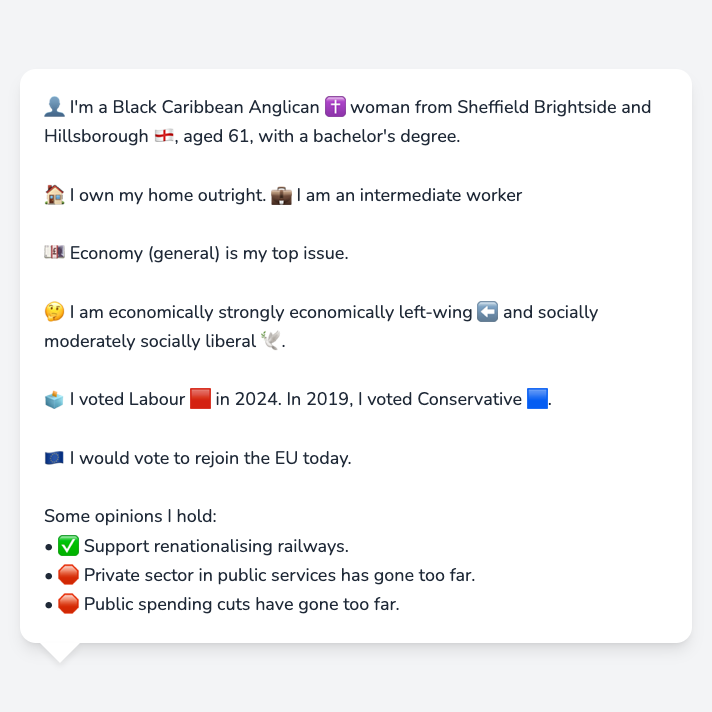 👤 I'm a Black Caribbean Anglican ✝️ woman from Sheffield Brightside and
Hillsborough 🏴󠁧󠁢󠁥󠁮󠁧󠁿, aged 61, with a bachelor's degree.
🏠 I own my home outright. 💼 I am an intermediate worker
💷 Economy (general) is my top issue.
🤔 I am economically strongly economically left-wing ⬅️ and socially
moderately socially liberal 🕊️.
🗳️ I voted Labour 🟥 in 2024. In 2019, I voted Conservative 🟦.
🇪🇺 I would vote to rejoin the EU today.
Some opinions I hold:
• ✅ Support renationalising railways.
• 🛑 Private sector in public services has gone too far.
• 🛑 Public spending cuts have gone too far.